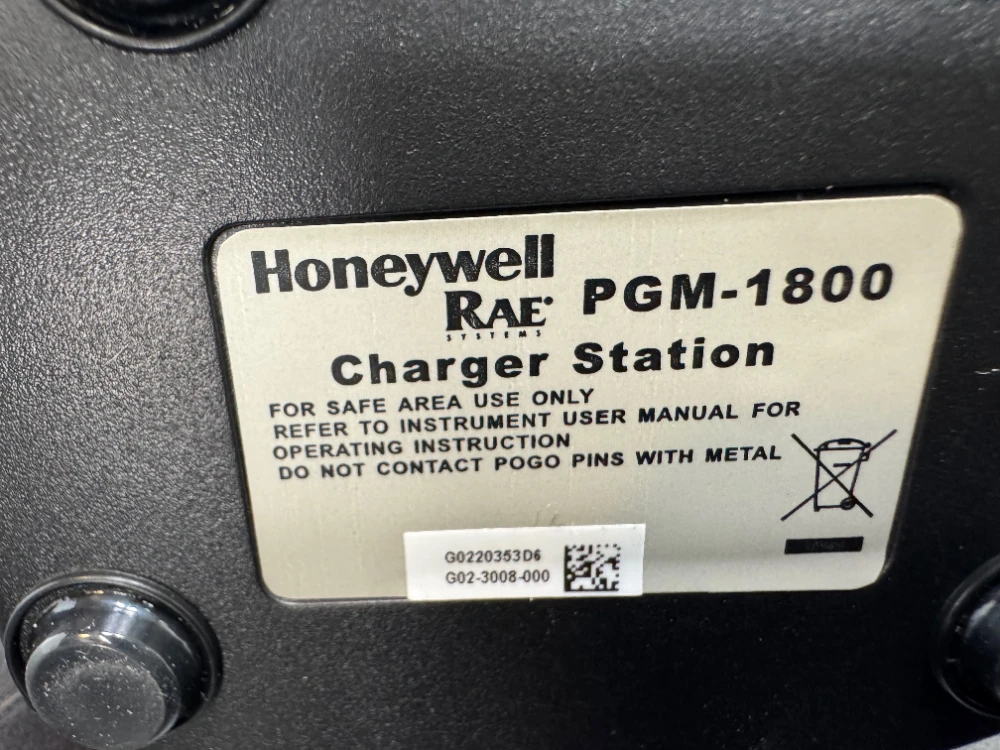 Honeywell
RAE
SYSTEMS
PGM-1800
Charger Station
FOR SAFE AREA USE ONLY
REFER TO INSTRUMENT USER MANUAL FOR
OPERATING INSTRUCTION
DO NOT CONTACT POGO PINS WITH METAL
G0220353D6
G02-3008-000